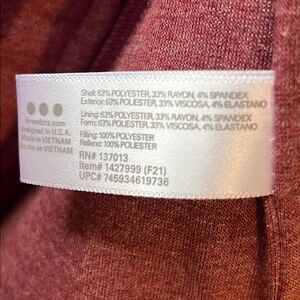 threedots.com
designed in U.S.A.
Made in VIETNAM
Hecho en VIETNAM
Shell: 63% POLYESTER, 33% RAYON, 4% SPANDEX
Exterior: 63% POLIESTER, 33% VISCOSA, 4% ELASTANO
Lining: 63% POLYESTER, 33% RAYON, 4% SPANDEX
Forro: 63% POLIESTER, 33% VISCOSA, 4% ELASTANO
Filling: 100% POLYESTER
Relleno: 100% POLIESTER
RN# 137013
Item# 1427999 (F21)
UPC# 745934619736